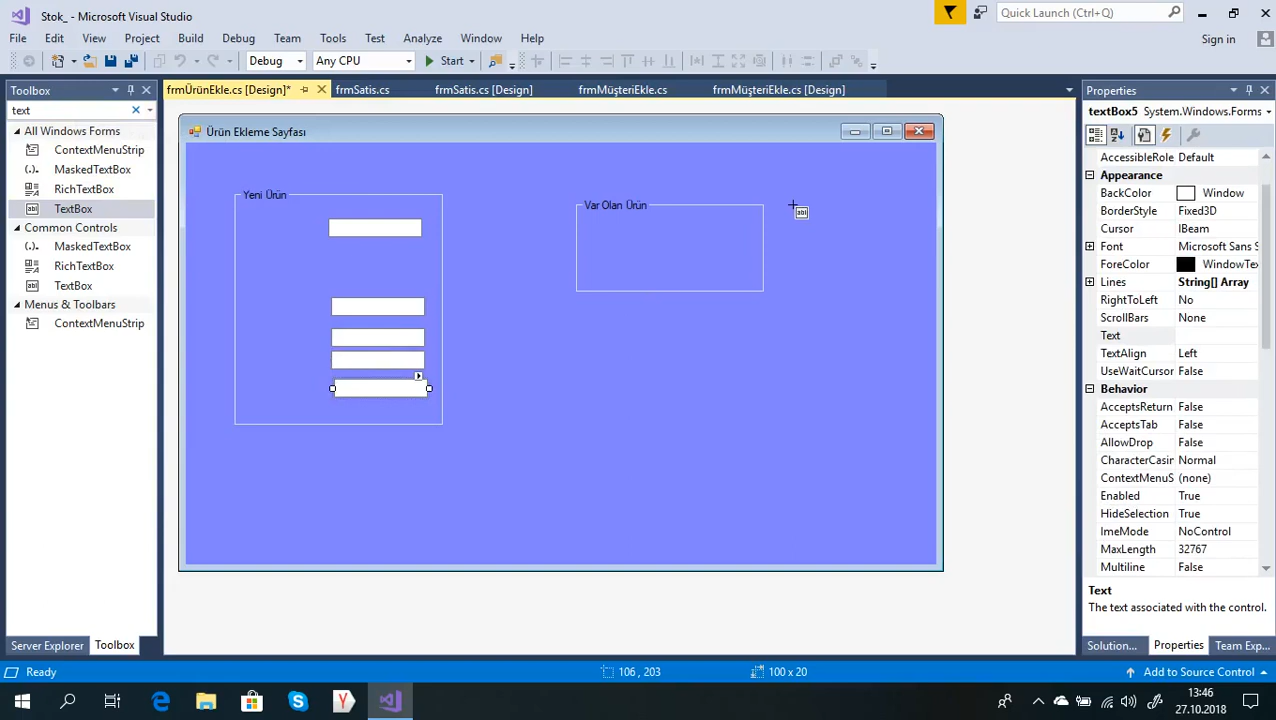 Stok_ - Microsoft Visual Studio
Quick Launch (Ctrl+Q)
File Edit View Project Build Debug Team Tools Test Analyze Window Help
Sign in
Debug Any CPU Start
Toolbox
frmÜrünEkle.cs [Design]* frmSatis.cs frmSatis.cs [Design] frmMüşteriEkle.cs frmMüşteriEkle.cs [Design]
Properties
text
All Windows Forms
ContextMenuStrip
MaskedTextBox
RichTextBox
TextBox
Common Controls
MaskedTextBox
RichTextBox
TextBox
Menus & Toolbars
ContextMenuStrip
Server Explorer Toolbox
Ürün Ekleme Sayfası
Yeni Ürün
Var Olan Ürün
textBox5 System.Windows.Forms
AccessibleRole Default
Appearance
BackColor Window
BorderStyle Fixed3D
Cursor IBeam
Font Microsoft Sans S
ForeColor WindowTex
Lines String[] Array
RightToLeft No
ScrollBars None
Text
TextAlign Left
UseWaitCursor False
Behavior
AcceptsReturn False
AcceptsTab False
AllowDrop False
CharacterCasin Normal
ContextMenuS (none)
Enabled True
HideSelection True
ImeMode NoControl
MaxLength 32767
Multiline False
Text
The text associated with the control.
Solution... Properties Team Exp...
Ready 106 , 203 100 x 20 Add to Source Control
13:46
27.10.2018